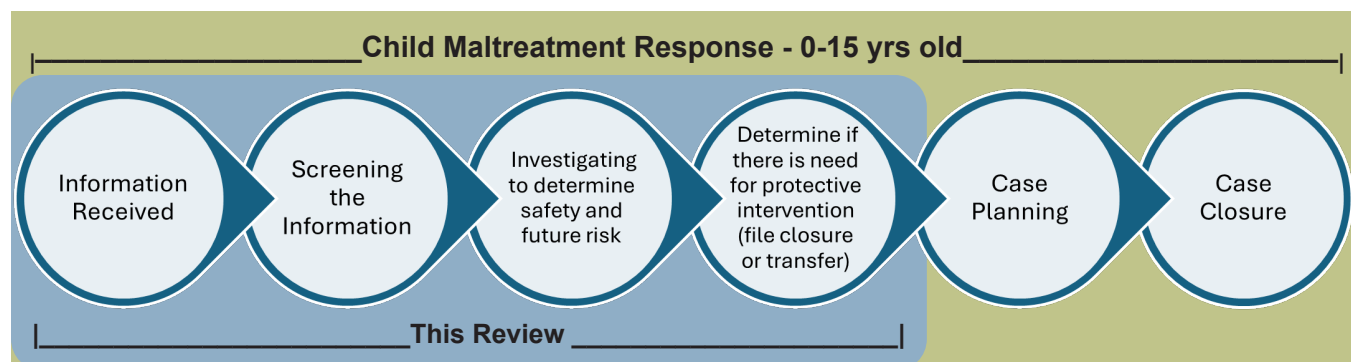 Child Maltreatment Response - 0-15 yrs old
Information
Received
Screening
the
Information
Investigating
to determine
safety and
future risk
Determine if
there is need
for protective
intervention
(file closure
or transfer)
Case
Planning
Case
Closure
This Review